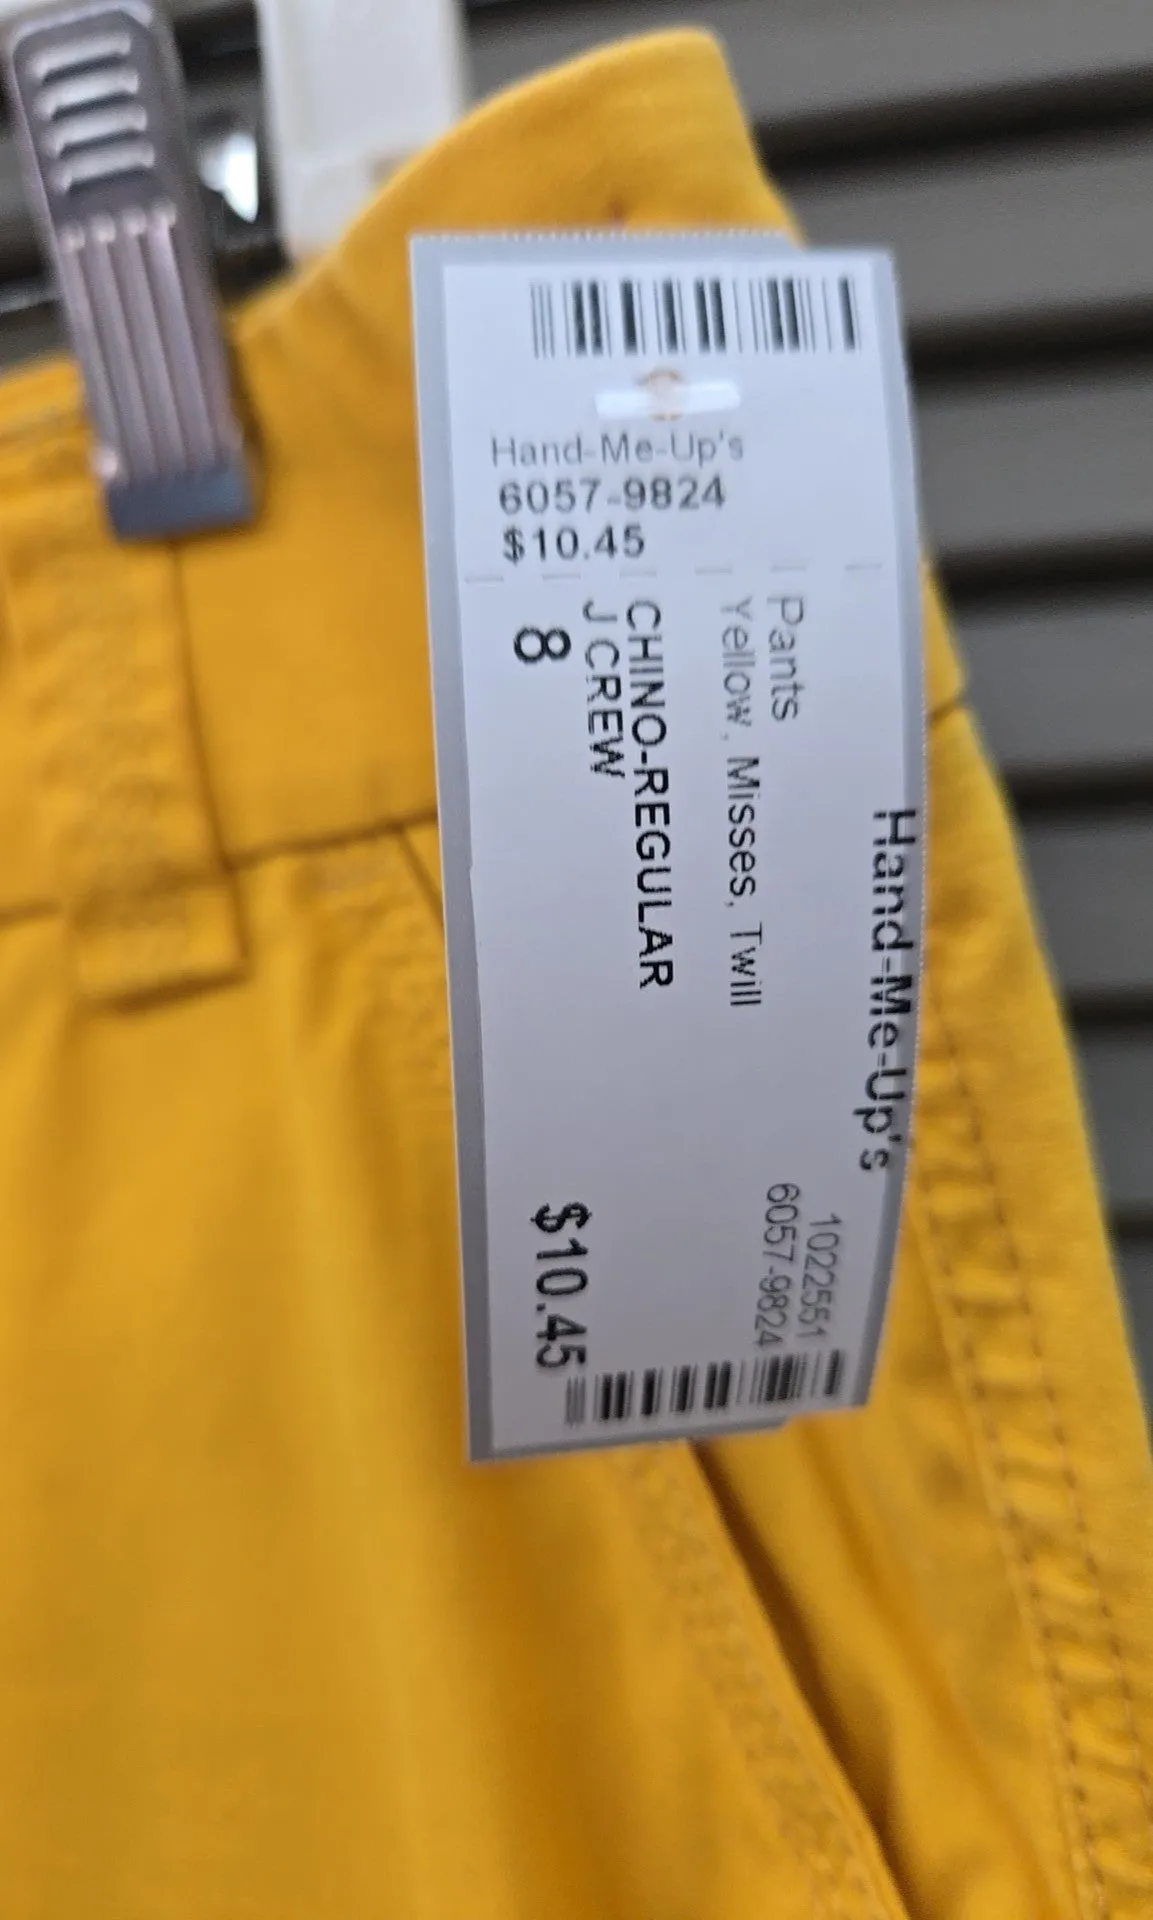 Hand-Me-Up's
6057-9824
$10.45
Hand-Me-Up's
1022551
6057-9824
Pants
Yellow, Misses, Twill
CHINO-REGULAR
J CREW
8
$10.45